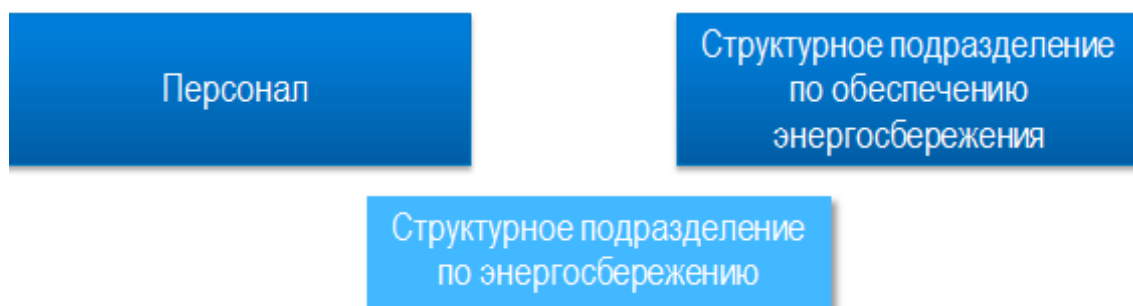 Персонал
Структурное подразделение
по обеспечению
энергосбережения
Структурное подразделение
по энергосбережению